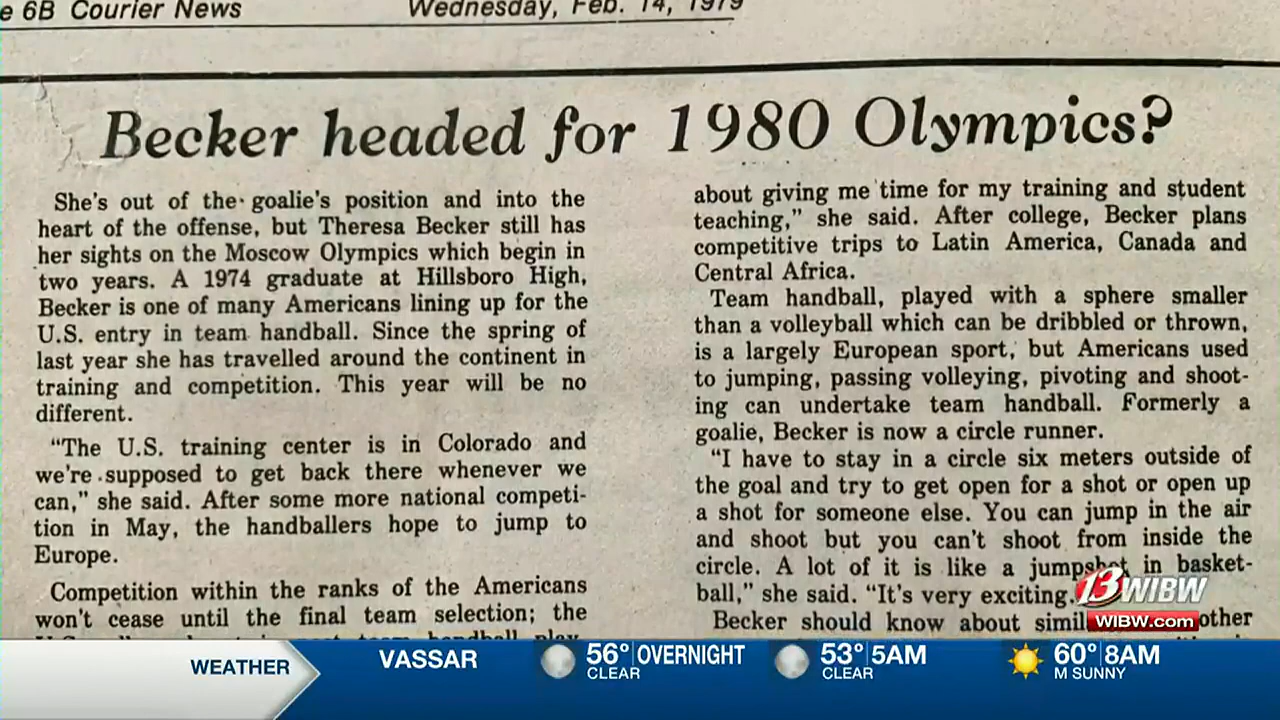 e 6B Courier News
Wednesday, Feb. 14, 1979
Becker headed for 1980 Olympics?
She's out of the goalie's position and into the
heart of the offense, but Theresa Becker still has
her sights on the Moscow Olympics which begin in
two years. A 1974 graduate at Hillsboro High,
Becker is one of many Americans lining up for the
U.S. entry in team handball. Since the spring of
last year she has travelled around the continent in
training and competition. This year will be no
different.
"The U.S. training center is in Colorado and
we're supposed to get back there whenever we
can," she said. After some more national competi-
tion in May, the handballers hope to jump to
Europe.
Competition within the ranks of the Americans
won't cease until the final team selection; the
about giving me time for my training and student
teaching," she said. After college, Becker plans
competitive trips to Latin America, Canada and
Central Africa.
Team handball, played with a sphere smaller
than a volleyball which can be dribbled or thrown,
is a largely European sport, but Americans used
to jumping, passing volleying, pivoting and shoot-
ing can undertake team handball. Formerly a
goalie, Becker is now a circle runner.
"I have to stay in a circle six meters outside of
the goal and try to get open for a shot or open up
a shot for someone else. You can jump in the air
and shoot but you can't shoot from inside the
circle. A lot of it is like a jumpshot in basket-
ball," she said. "It's very exciting.
Becker should know about other
13 WIBW
WIBW.com
WEATHER
VASSAR
56° OVERNIGHT
CLEAR
53° 5AM
CLEAR
60° 8AM
M SUNNY